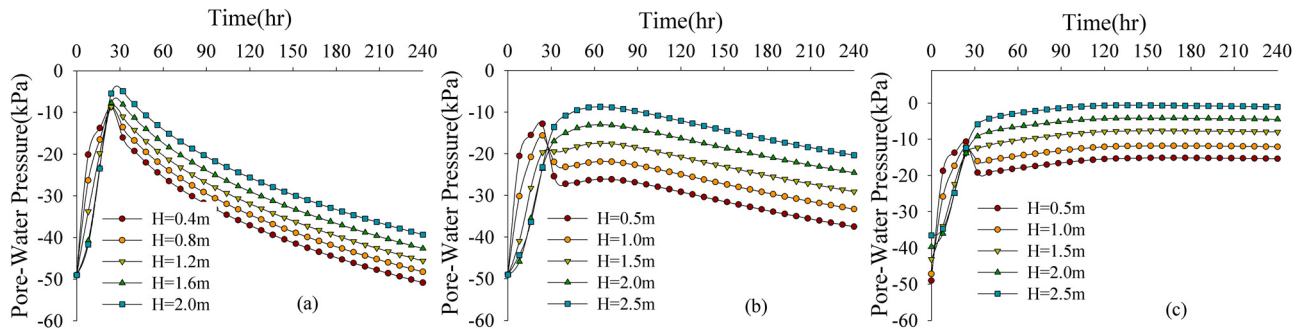 Time(hr)
0 30 60 90 120 150 180 210 240
Pore-Water Pressure(kPa)
0
-10
-20
-30
-40
-50
-60
H=0.4m
H=0.8m
H=1.2m
H=1.6m
H=2.0m
(a)
Time(hr)
0 30 60 90 120 150 180 210 240
Pore-Water Pressure(kPa)
0
-10
-20
-30
-40
-50
-60
H=0.5m
H=1.0m
H=1.5m
H=2.0m
H=2.5m
(b)
Time(hr)
0 30 60 90 120 150 180 210 240
Pore-Water Pressure(kPa)
0
-10
-20
-30
-40
-50
-60
H=0.5m
H=1.0m
H=1.5m
H=2.0m
H=2.5m
(c)